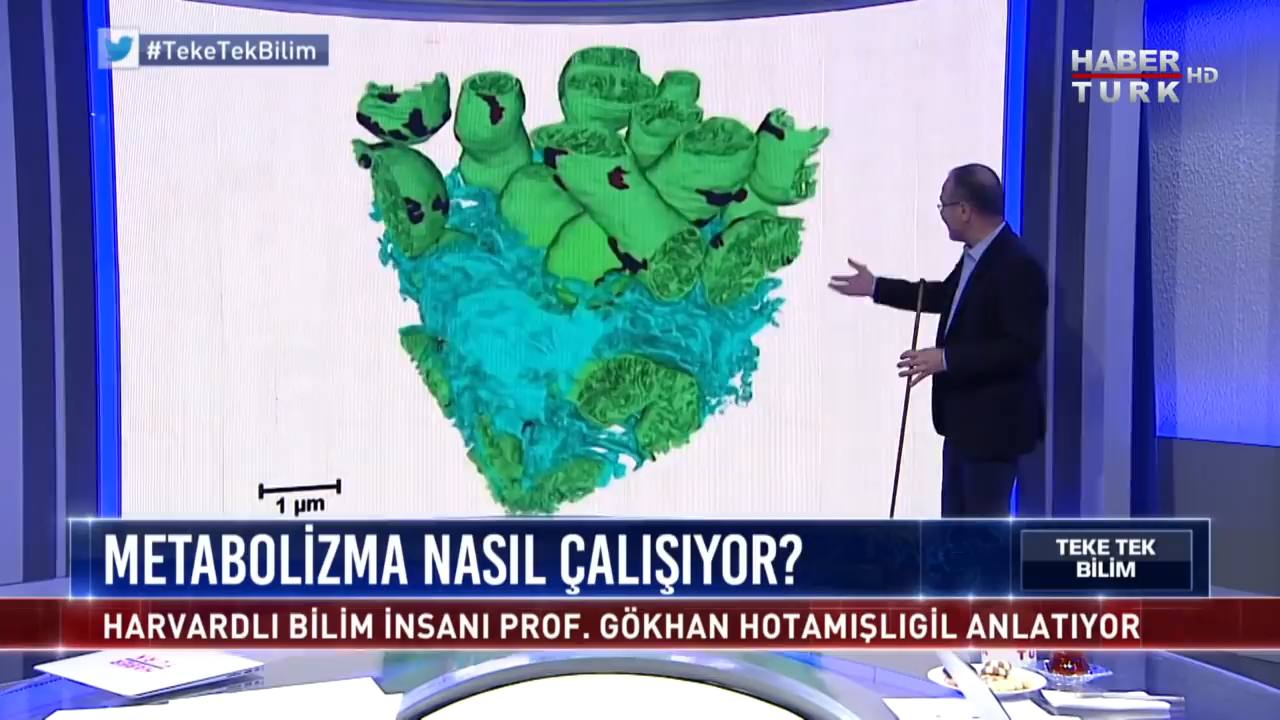 #TekeTekBilim
HABER
TURK HD
1 µm
METABOLİZMA NASIL ÇALIŞIYOR?
TEKE TEK
BİLİM
HARVARDLI BİLİM İNSANI PROF. GÖKHAN HOTAMIŞLIGİL ANLATIYOR